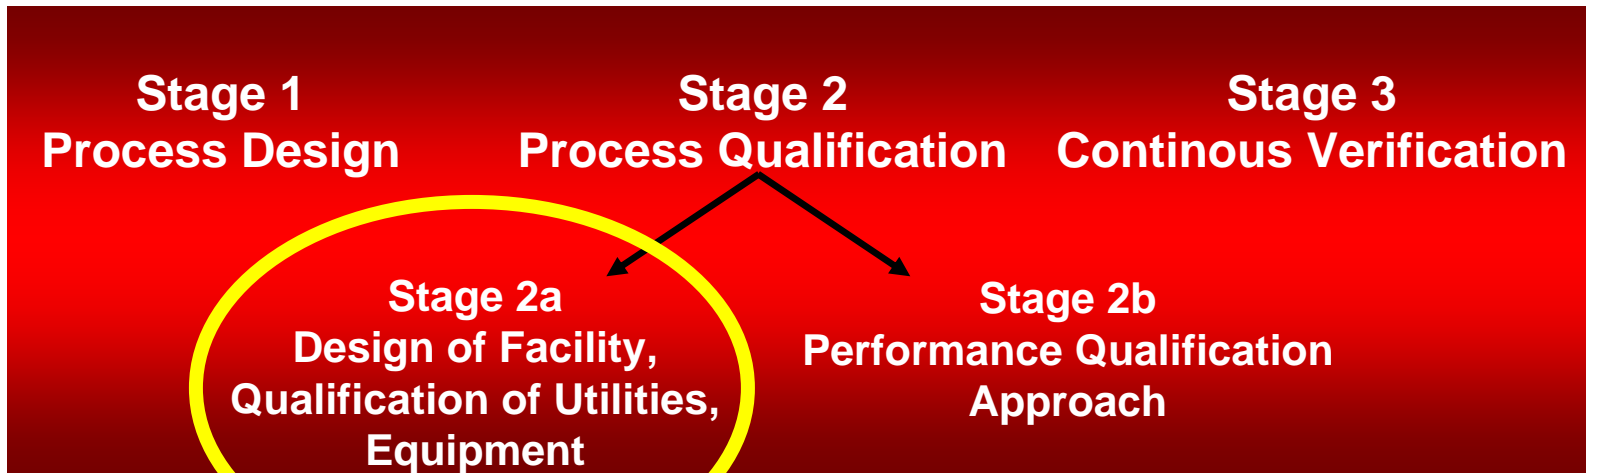 Stage 1
Process Design
Stage 2
Process Qualification
Stage 3
Continous Verification
Stage 2a
Design of Facility,
Qualification of Utilities,
Equipment
Stage 2b
Performance Qualification
Approach